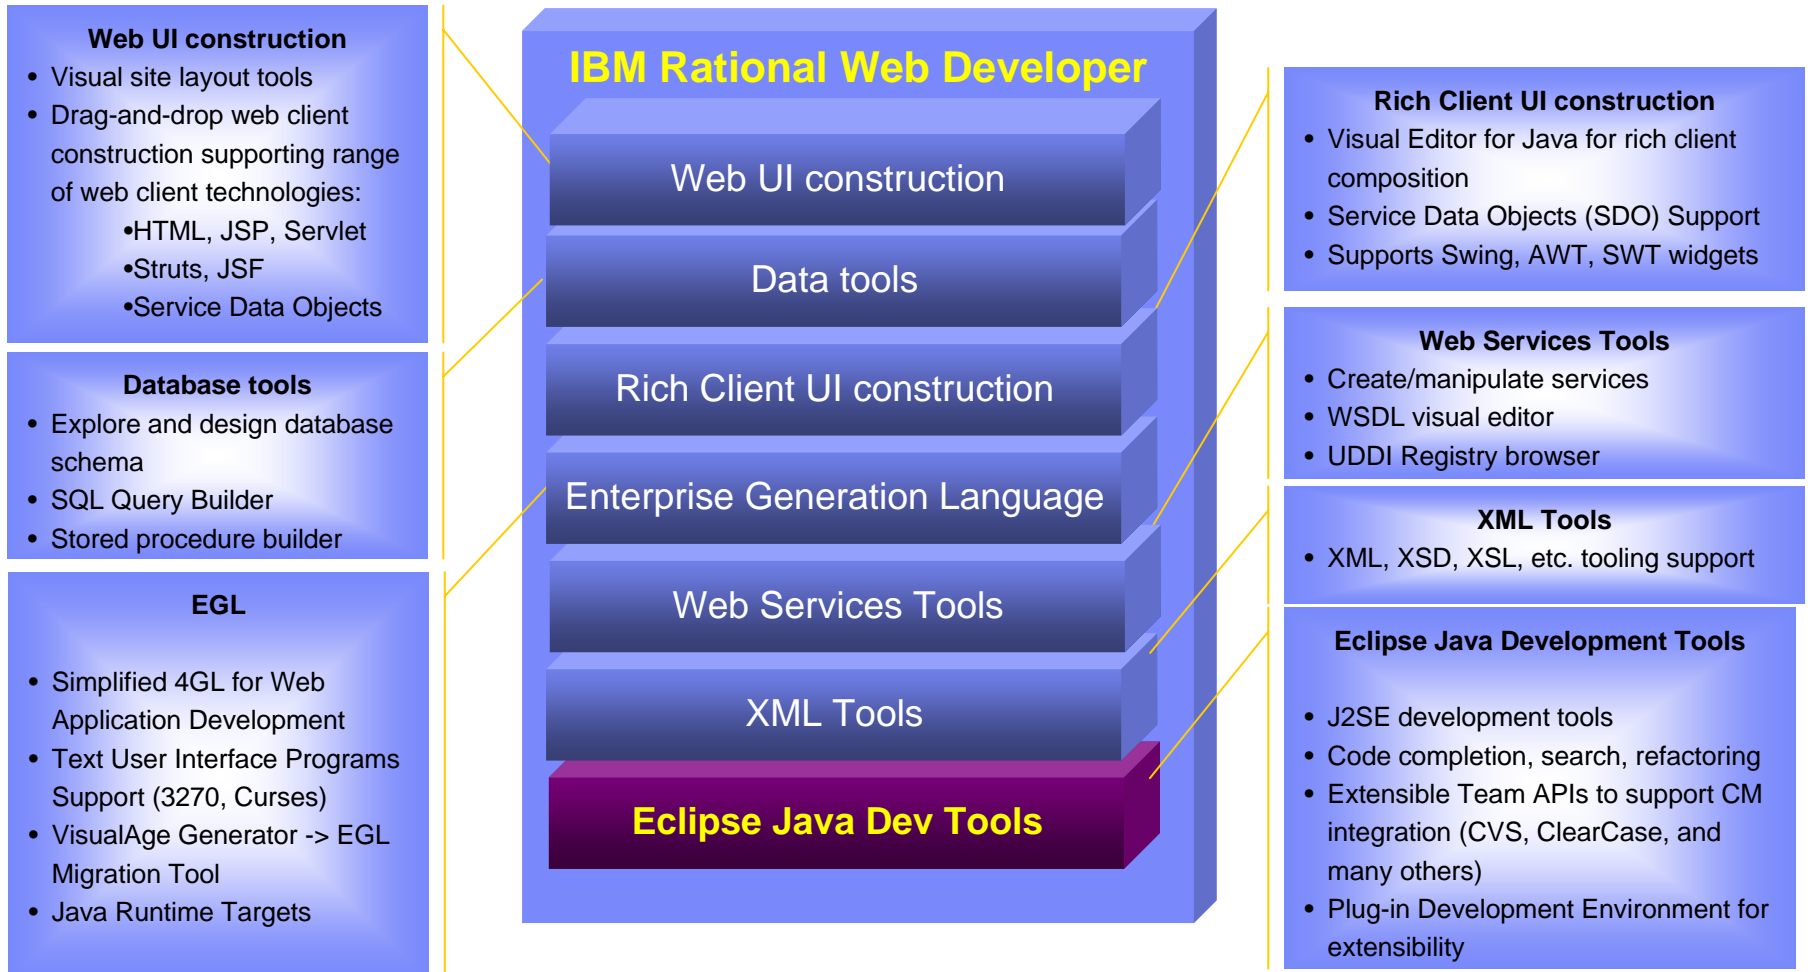 Web UI construction
• Visual site layout tools
• Drag-and-drop web client
construction supporting range
of web client technologies:
•HTML, JSP, Servlet
•Struts, JSF
•Service Data Objects
Database tools
• Explore and design database
schema
• SQL Query Builder
• Stored procedure builder
EGL
• Simplified 4GL for Web
Application Development
• Text User Interface Programs
Support (3270, Curses)
• VisualAge Generator -> EGL
Migration Tool
• Java Runtime Targets
IBM Rational Web Developer
Web UI construction
Data tools
Rich Client UI construction
Enterprise Generation Language
Web Services Tools
XML Tools
Eclipse Java Dev Tools
Rich Client UI construction
• Visual Editor for Java for rich client
composition
• Service Data Objects (SDO) Support
• Supports Swing, AWT, SWT widgets
Web Services Tools
• Create/manipulate services
• WSDL visual editor
• UDDI Registry browser
XML Tools
• XML, XSD, XSL, etc. tooling support
Eclipse Java Development Tools
• J2SE development tools
• Code completion, search, refactoring
• Extensible Team APIs to support CM
integration (CVS, ClearCase, and
many others)
• Plug-in Development Environment for
extensibility